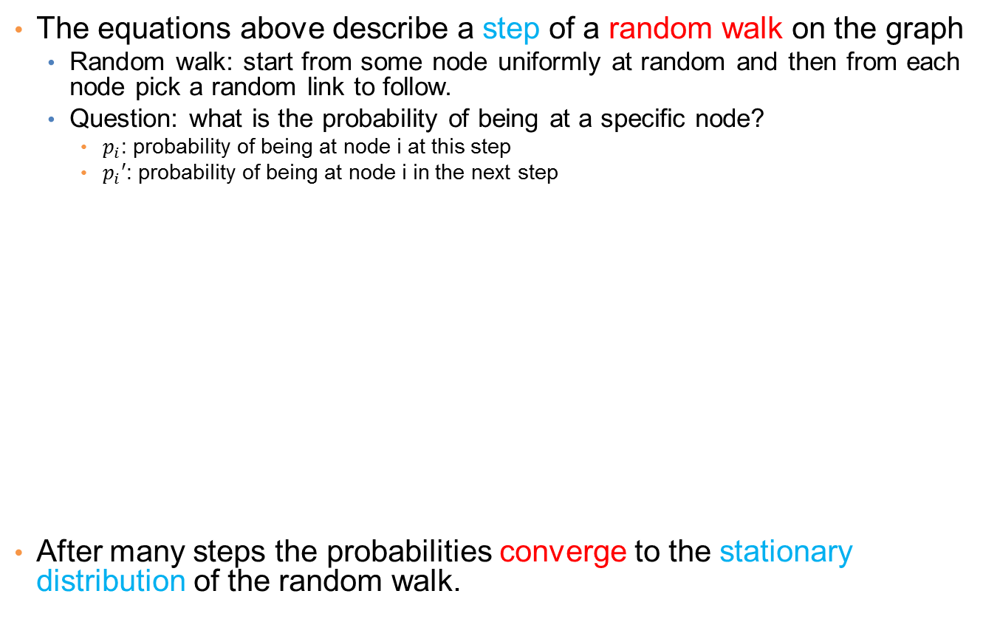 • The equations above describe a step of a random walk on the graph
• Random walk: start from some node uniformly at random and then from each
node pick a random link to follow.
• Question: what is the probability of being at a specific node?
• 𝑝ᵢ: probability of being at node i at this step
• 𝑝ᵢ′: probability of being at node i in the next step
• After many steps the probabilities converge to the stationary
distribution of the random walk.